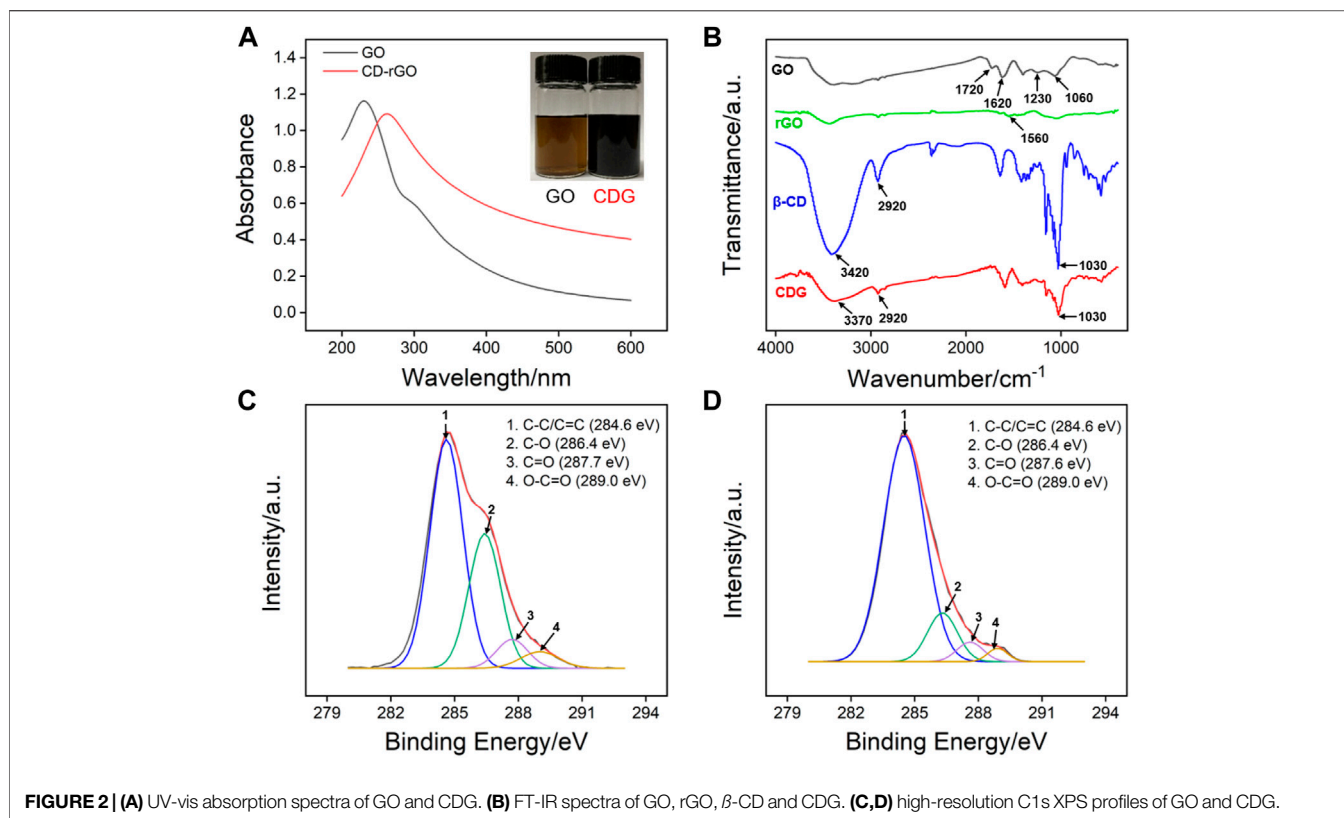 A
GO
CD-rGO
1.4
1.2
1.0
0.8
0.6
0.4
0.2
0.0
Absorbance
200 300 400 500 600
Wavelength/nm
GO CDG
B
GO
1720
1620
1230
1060
rGO
1560
β-CD
2920
3420
1030
CDG
3370
2920
1030
Transmittance/a.u.
4000 3000 2000 1000
Wavenumber/cm⁻¹
C
1
2
3
4
1. C-C/C=C (284.6 eV)
2. C-O (286.4 eV)
3. C=O (287.7 eV)
4. O-C=O (289.0 eV)
Intensity/a.u.
279 282 285 288 291 294
Binding Energy/eV
D
1
2
3
4
1. C-C/C=C (284.6 eV)
2. C-O (286.4 eV)
3. C=O (287.6 eV)
4. O-C=O (289.0 eV)
Intensity/a.u.
279 282 285 288 291 294
Binding Energy/eV
FIGURE 2 | (A) UV-vis absorption spectra of GO and CDG. (B) FT-IR spectra of GO, rGO, β-CD and CDG. (C,D) high-resolution C1s XPS profiles of GO and CDG.